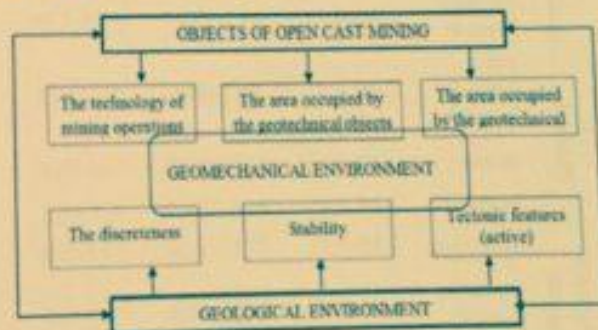 OBJECTS OF OPEN CAST MINING
The technology of
mining operations
The area occupied by
the geotechnical objects
The area occupied
by the geotechnical
GEOMECHANICAL ENVIRONMENT
The discreteness
Stability
Tectonic features
(active)
GEOLOGICAL ENVIRONMENT